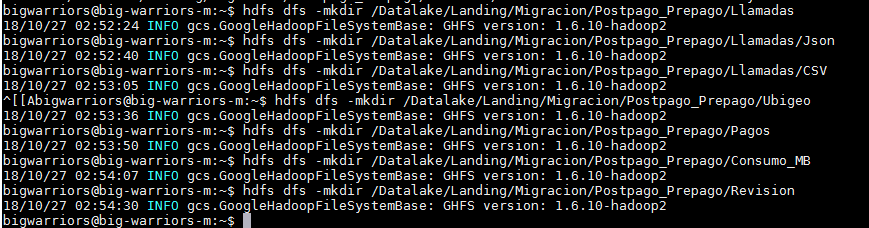 bigwarriors@big-warriors-m:~$ hdfs dfs -mkdir /Datalake/Landing/Migracion/Postpago_Prepago/Llamadas
18/10/27 02:52:24 INFO gcs.GoogleHadoopFileSystemBase: GHFS version: 1.6.10-hadoop2
bigwarriors@big-warriors-m:~$ hdfs dfs -mkdir /Datalake/Landing/Migracion/Postpago_Prepago/Llamadas/Json
18/10/27 02:52:40 INFO gcs.GoogleHadoopFileSystemBase: GHFS version: 1.6.10-hadoop2
bigwarriors@big-warriors-m:~$ hdfs dfs -mkdir /Datalake/Landing/Migracion/Postpago_Prepago/Llamadas/CSV
18/10/27 02:53:05 INFO gcs.GoogleHadoopFileSystemBase: GHFS version: 1.6.10-hadoop2
^[[Abigwarriors@big-warriors-m:~$ hdfs dfs -mkdir /Datalake/Landing/Migracion/Postpago_Prepago/Ubigeo
18/10/27 02:53:36 INFO gcs.GoogleHadoopFileSystemBase: GHFS version: 1.6.10-hadoop2
bigwarriors@big-warriors-m:~$ hdfs dfs -mkdir /Datalake/Landing/Migracion/Postpago_Prepago/Pagos
18/10/27 02:53:50 INFO gcs.GoogleHadoopFileSystemBase: GHFS version: 1.6.10-hadoop2
bigwarriors@big-warriors-m:~$ hdfs dfs -mkdir /Datalake/Landing/Migracion/Postpago_Prepago/Consumo_MB
18/10/27 02:54:07 INFO gcs.GoogleHadoopFileSystemBase: GHFS version: 1.6.10-hadoop2
bigwarriors@big-warriors-m:~$ hdfs dfs -mkdir /Datalake/Landing/Migracion/Postpago_Prepago/Revision
18/10/27 02:54:30 INFO gcs.GoogleHadoopFileSystemBase: GHFS version: 1.6.10-hadoop2
bigwarriors@big-warriors-m:~$